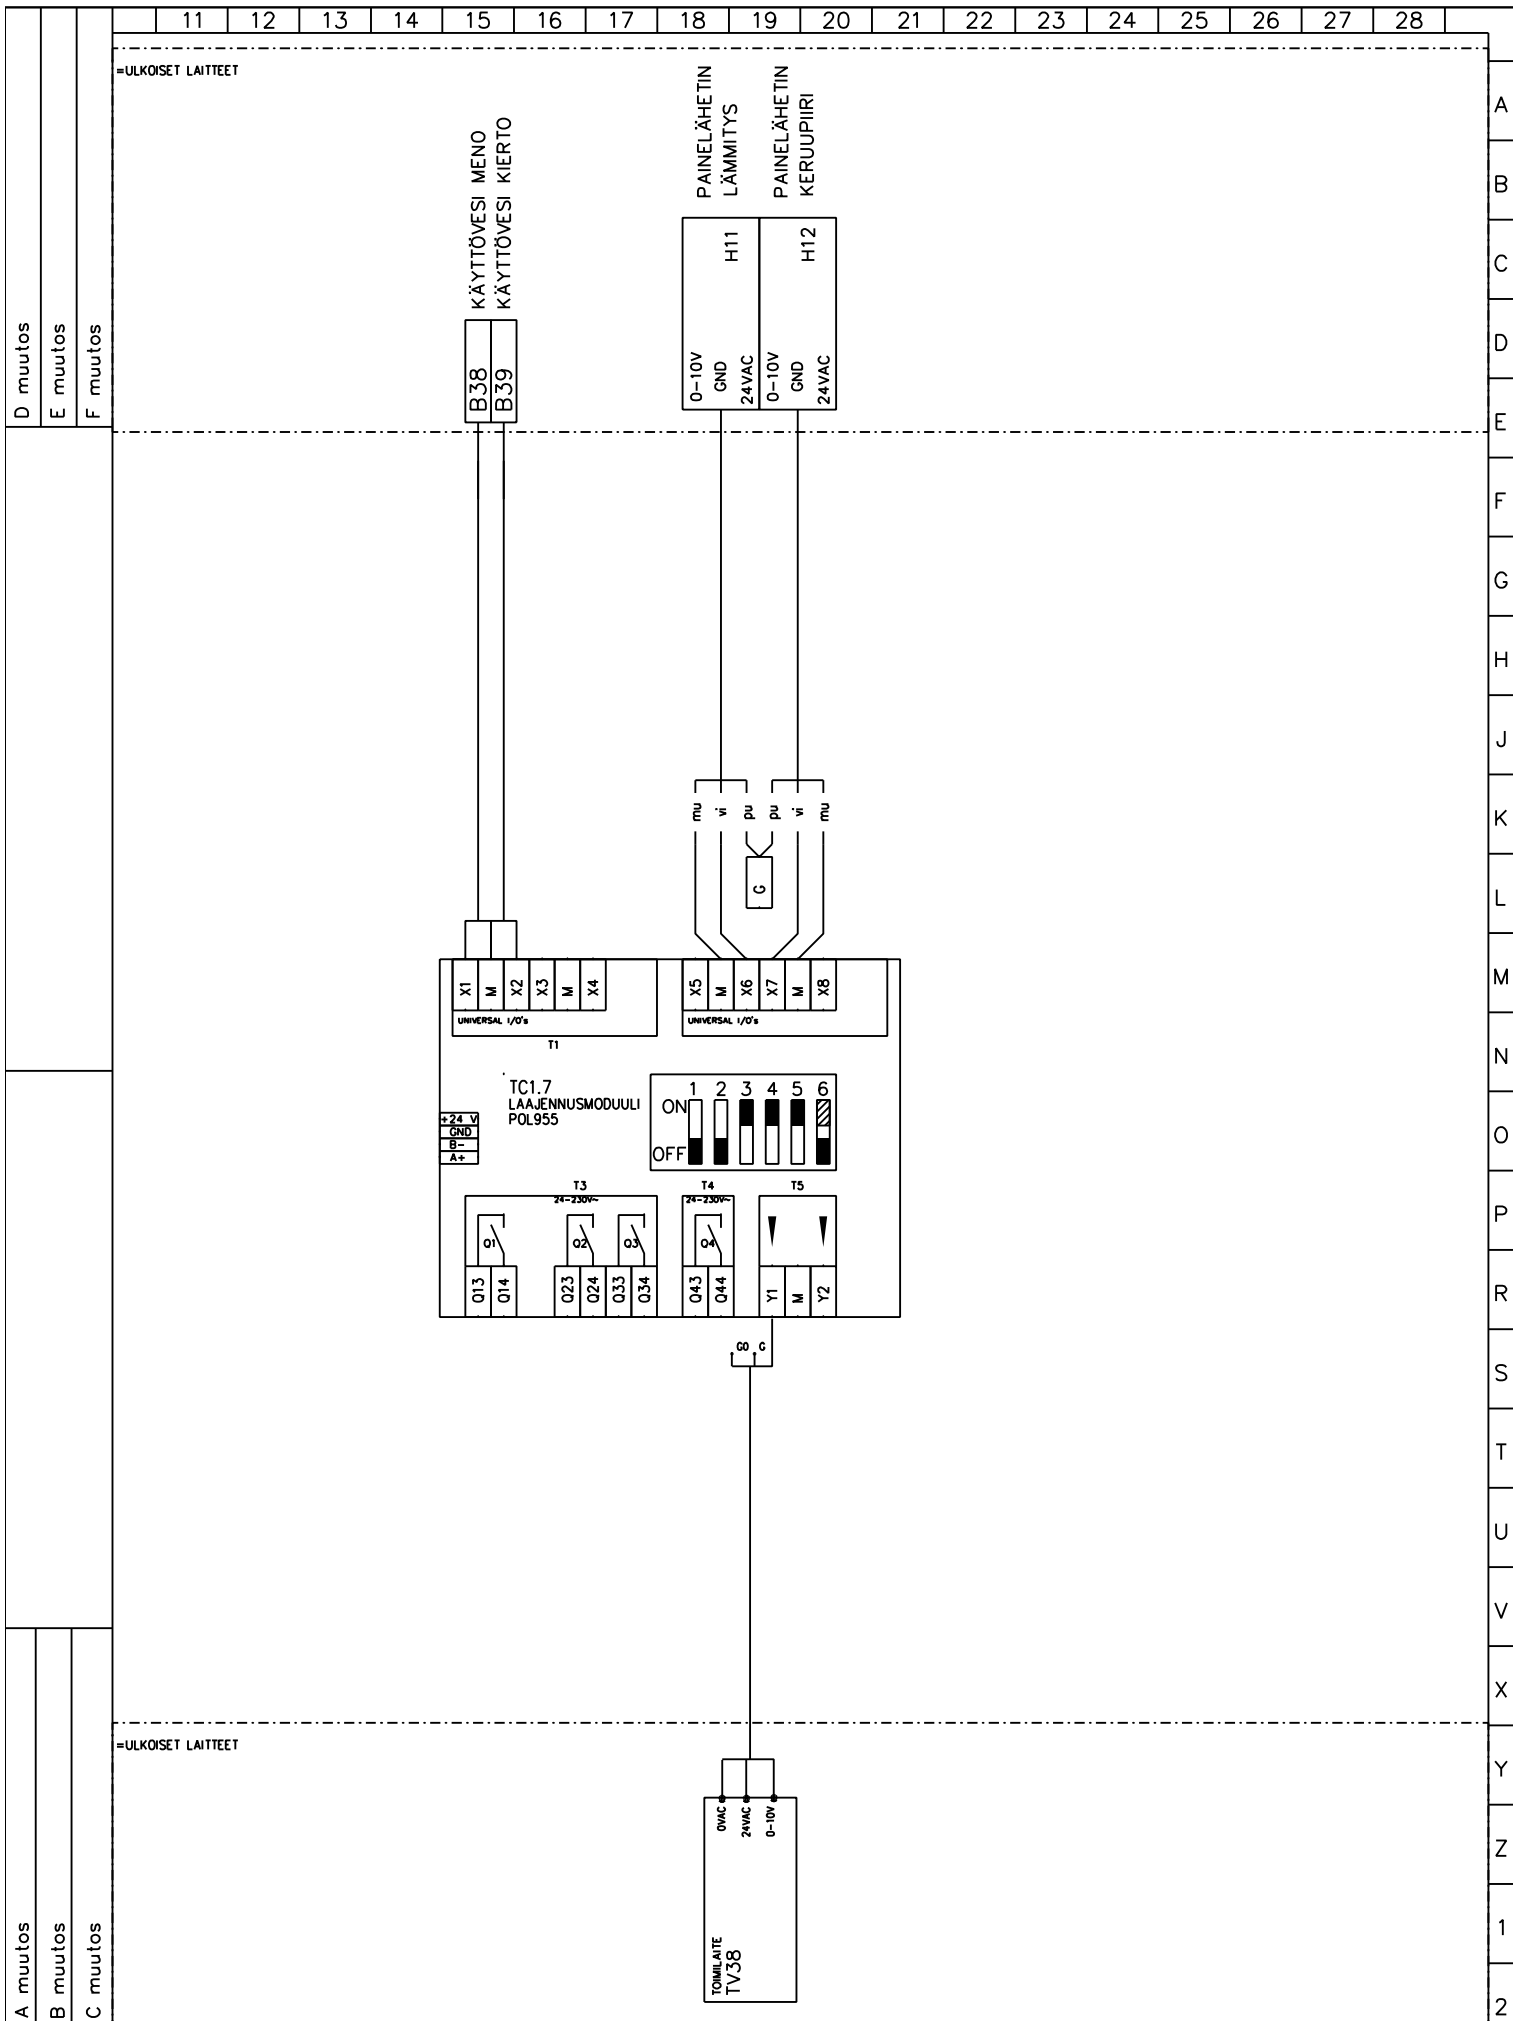 11 12 13 14 15 16 17 18 19 20 21 22 23 24 25 26 27 28
=ULKOISET LAITTEET
D muutos
E muutos
F muutos
KÄYTTÖVESI MENO
KÄYTTÖVESI KIERTO
B38
B39
PAINELÄHETIN
LÄMMITYS
PAINELÄHETIN
KERUUPIIRI
H11
H12
0-10V
GND
24VAC
0-10V
GND
24VAC
mu vi pu pu vi mu
G
X1 M X2 X3 M X4
UNIVERSAL I/O's
T1
X5 M X6 X7 M X8
UNIVERSAL I/O's
TC1.7
LAAJENNUSMODUULI
POL955
1 2 3 4 5 6
ON
OFF
+24 V
GND
B-
A+
T3
24-230V~
T4
24-230V~
T5
Q1 Q2 Q3 Q4
Q13 Q14 Q23 Q24 Q33 Q34 Q43 Q44 Y1 M Y2
G0 G
=ULKOISET LAITTEET
0VAC
24VAC
0-10V
TOIMILAITE
TV38
A muutos
B muutos
C muutos
A
B
C
D
E
F
G
H
J
K
L
M
N
O
P
R
S
T
U
V
X
Y
Z
1
2